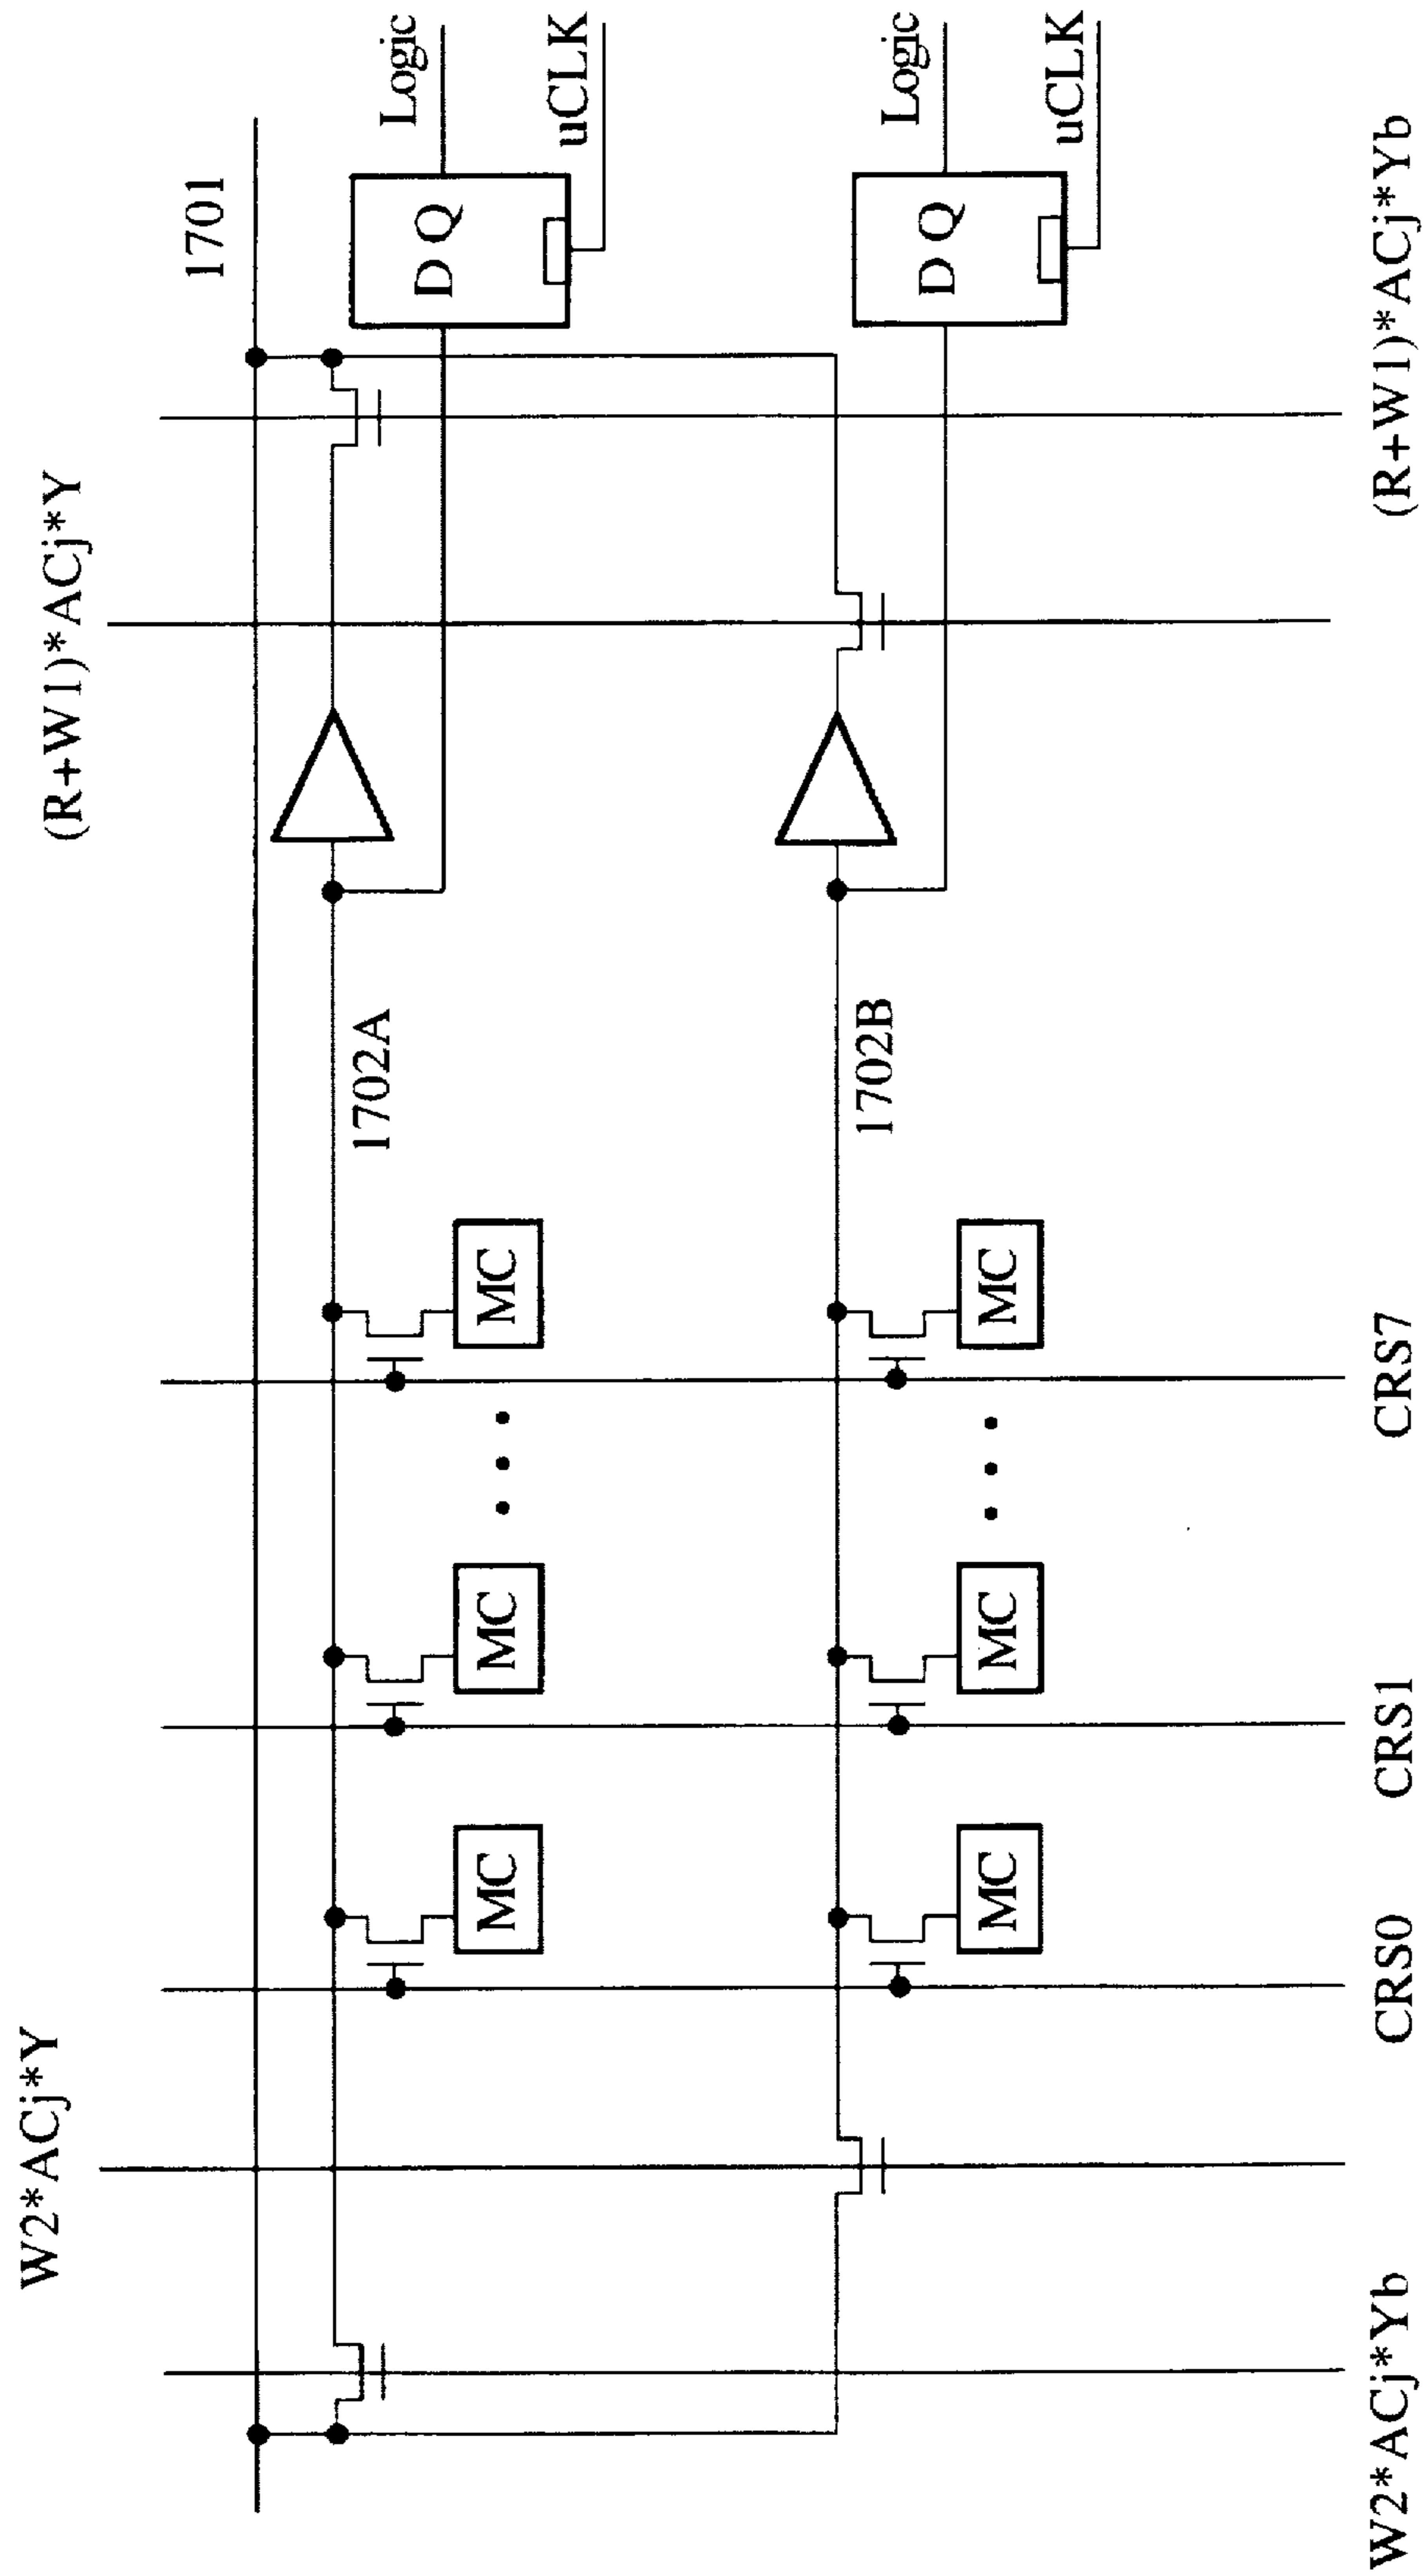 W2*ACj*Y
(R+W1)*ACj*Y
1701
1702A
MC
MC
MC
D Q
Logic
uCLK
1702B
MC
MC
MC
D Q
Logic
uCLK
W2*ACj*Yb
CRS0
CRS1
CRS7
(R+W1)*ACj*Yb